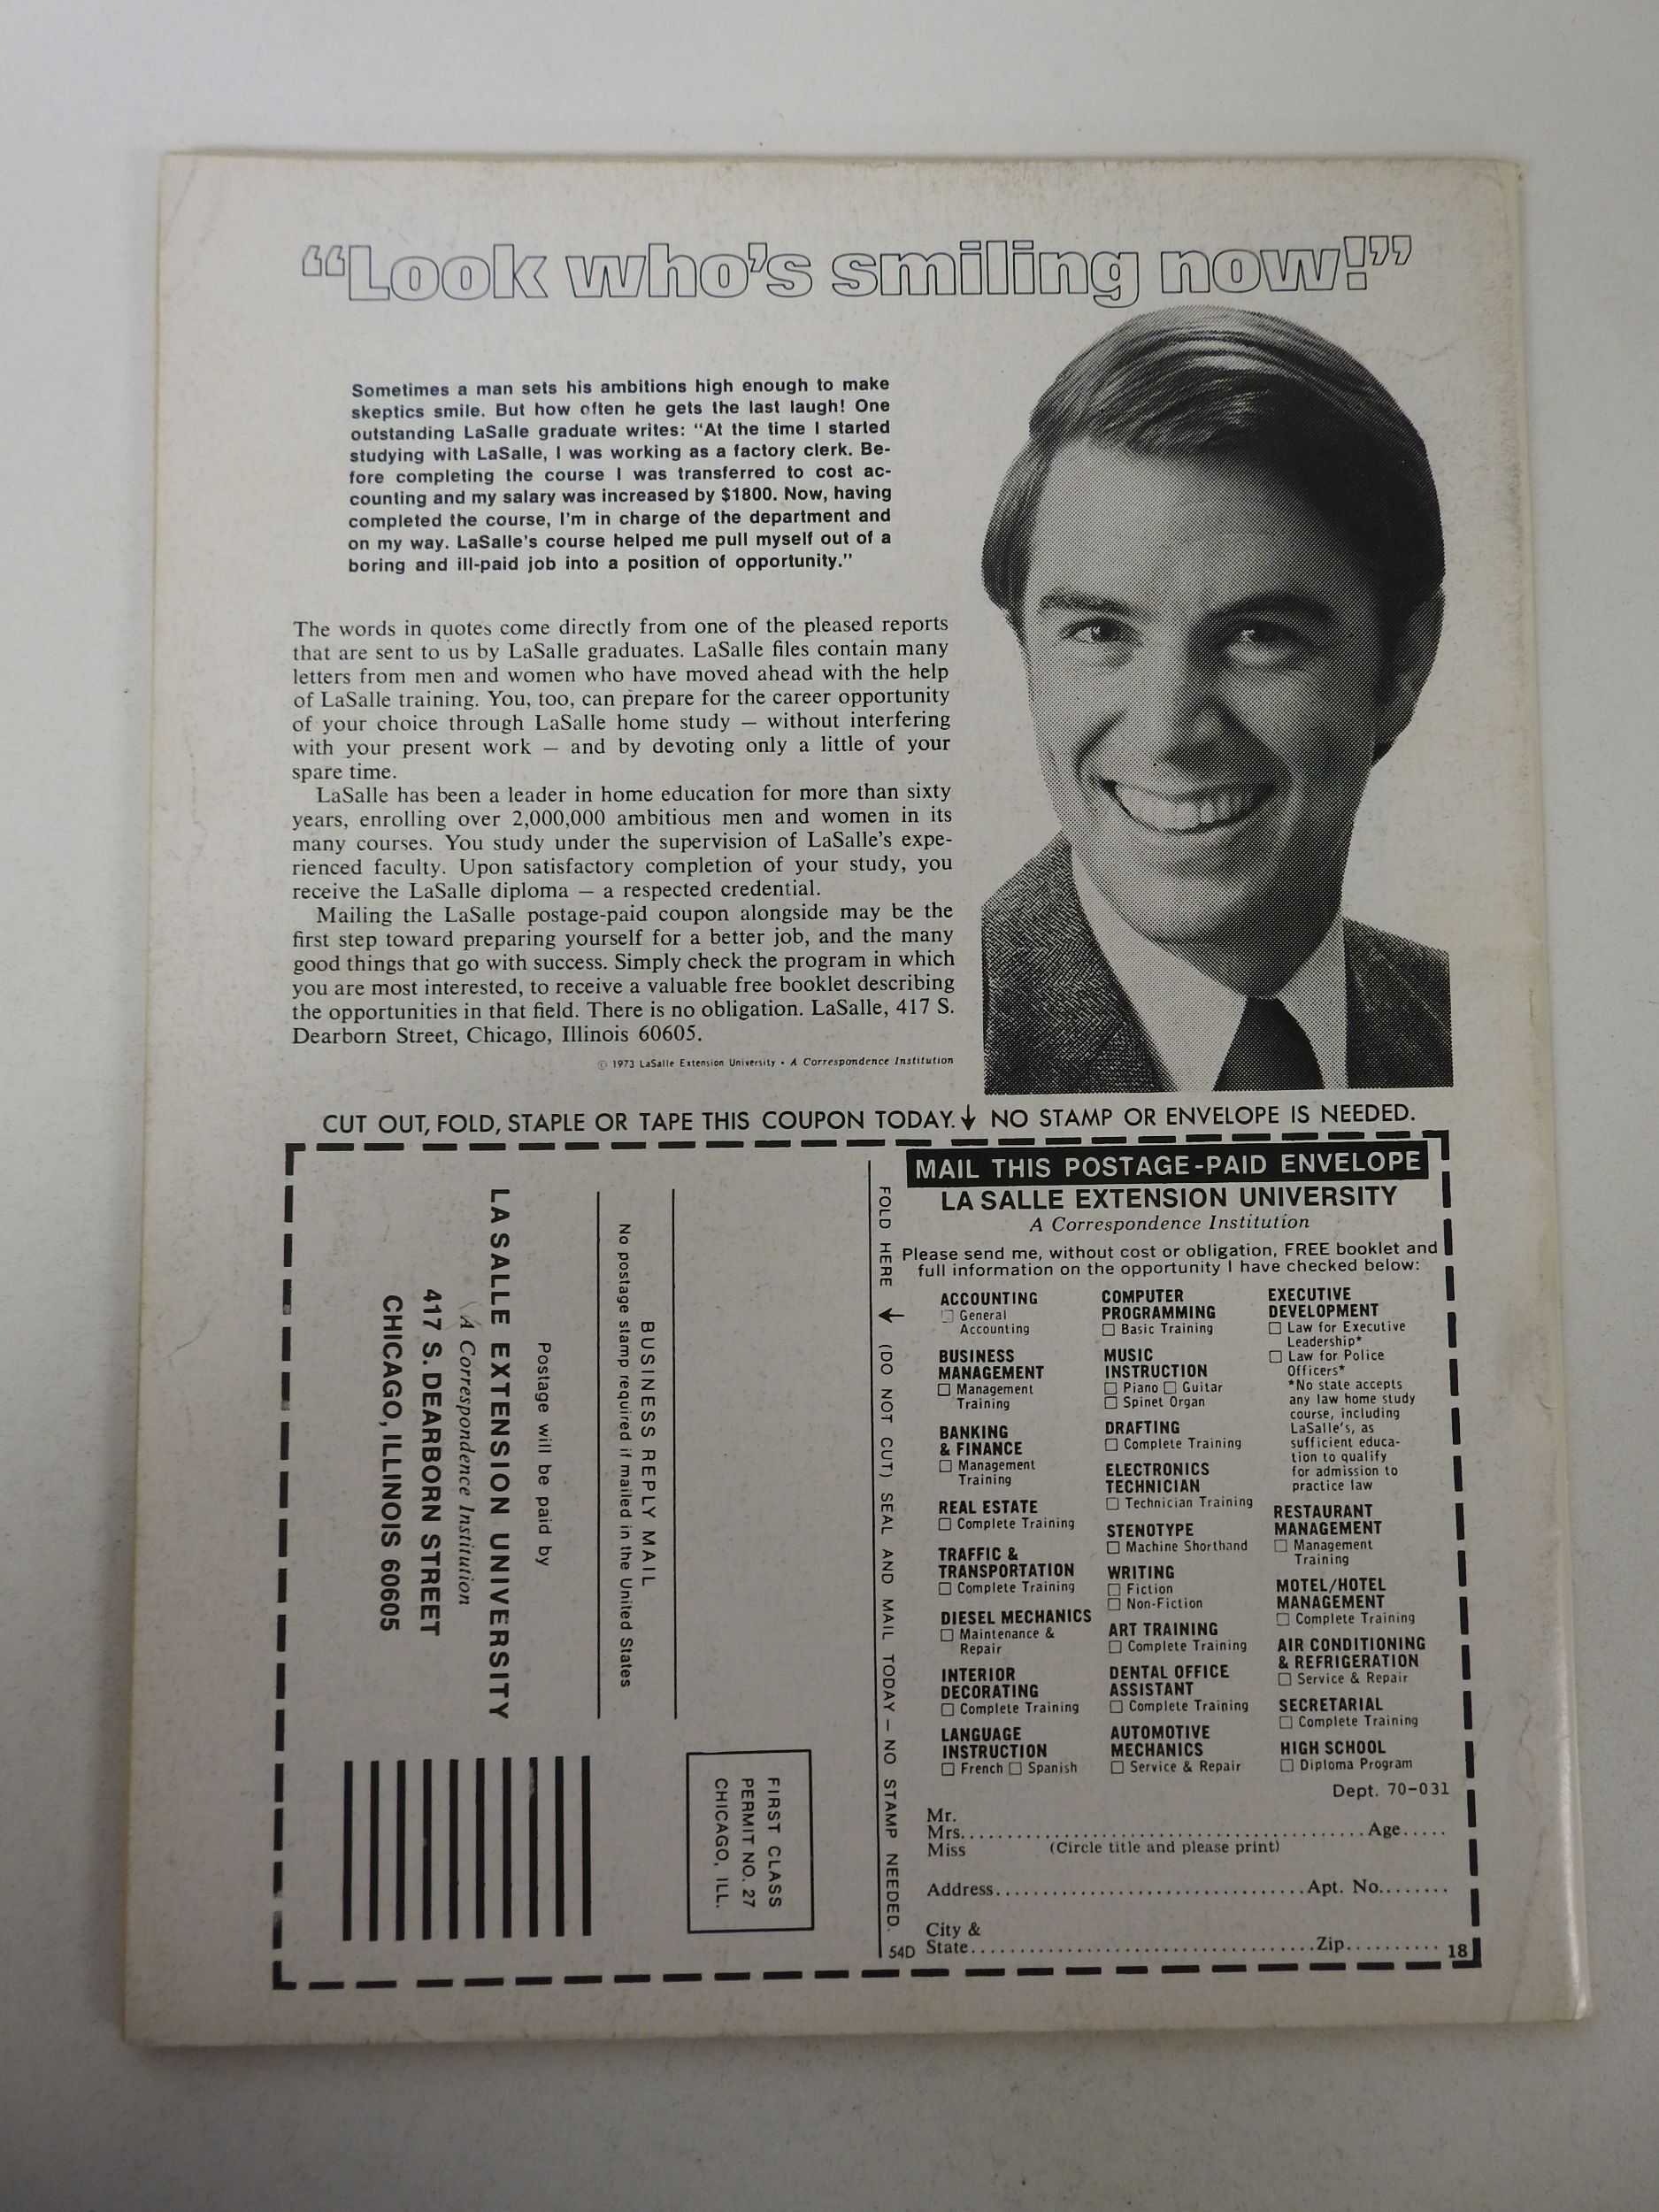 “Look who’s smiling now!”
Sometimes a man sets his ambitions high enough to make
skeptics smile. But how often he gets the last laugh! One
outstanding LaSalle graduate writes: “At the time I started
studying with LaSalle, I was working as a factory clerk. Be-
fore completing the course I was transferred to cost ac-
counting and my salary was increased by $1800. Now, having
completed the course, I’m in charge of the department and
on my way. LaSalle’s course helped me pull myself out of a
boring and ill-paid job into a position of opportunity.”
The words in quotes come directly from one of the pleased reports
that are sent to us by LaSalle graduates. LaSalle files contain many
letters from men and women who have moved ahead with the help
of LaSalle training. You, too, can prepare for the career opportunity
of your choice through LaSalle home study — without interfering
with your present work — and by devoting only a little of your
spare time.
LaSalle has been a leader in home education for more than sixty
years, enrolling over 2,000,000 ambitious men and women in its
many courses. You study under the supervision of LaSalle’s expe-
rienced faculty. Upon satisfactory completion of your study, you
receive the LaSalle diploma — a respected credential.
Mailing the LaSalle postage-paid coupon alongside may be the
first step toward preparing yourself for a better job, and the many
good things that go with success. Simply check the program in which
you are most interested, to receive a valuable free booklet describing
the opportunities in that field. There is no obligation. LaSalle, 417 S.
Dearborn Street, Chicago, Illinois 60605.
© 1973 LaSalle Extension University • A Correspondence Institution
CUT OUT, FOLD, STAPLE OR TAPE THIS COUPON TODAY. ↓ NO STAMP OR ENVELOPE IS NEEDED.
FIRST CLASS
PERMIT NO. 27
CHICAGO, ILL.
BUSINESS REPLY MAIL
No postage stamp required if mailed in the United States
Postage will be paid by
LA SALLE EXTENSION UNIVERSITY
A Correspondence Institution
417 S. DEARBORN STREET
CHICAGO, ILLINOIS 60605
FOLD HERE ← (DO NOT CUT) SEAL AND MAIL TODAY — NO STAMP NEEDED.
MAIL THIS POSTAGE-PAID ENVELOPE
LA SALLE EXTENSION UNIVERSITY
A Correspondence Institution
Please send me, without cost or obligation, FREE booklet and
full information on the opportunity I have checked below:
ACCOUNTING
☐ General
Accounting
BUSINESS
MANAGEMENT
☐ Management
Training
BANKING
& FINANCE
☐ Management
Training
REAL ESTATE
☐ Complete Training
TRAFFIC &
TRANSPORTATION
☐ Complete Training
DIESEL MECHANICS
☐ Maintenance &
Repair
INTERIOR
DECORATING
☐ Complete Training
LANGUAGE
INSTRUCTION
☐ French ☐ Spanish
COMPUTER
PROGRAMMING
☐ Basic Training
MUSIC
INSTRUCTION
☐ Piano ☐ Guitar
☐ Spinet Organ
DRAFTING
☐ Complete Training
ELECTRONICS
TECHNICIAN
☐ Technician Training
STENOTYPE
☐ Machine Shorthand
WRITING
☐ Fiction
☐ Non-Fiction
ART TRAINING
☐ Complete Training
DENTAL OFFICE
ASSISTANT
☐ Complete Training
AUTOMOTIVE
MECHANICS
☐ Service & Repair
EXECUTIVE
DEVELOPMENT
☐ Law for Executive
Leadership*
☐ Law for Police
Officers*
*No state accepts
any law home study
course, including
LaSalle’s, as
sufficient educa-
tion to qualify
for admission to
practice law
RESTAURANT
MANAGEMENT
☐ Management
Training
MOTEL/HOTEL
MANAGEMENT
☐ Complete Training
AIR CONDITIONING
& REFRIGERATION
☐ Service & Repair
SECRETARIAL
☐ Complete Training
HIGH SCHOOL
☐ Diploma Program
Dept. 70-031
Mr.
Mrs. Age
Miss (Circle title and please print)
Address Apt. No.
City &
54D State Zip 18